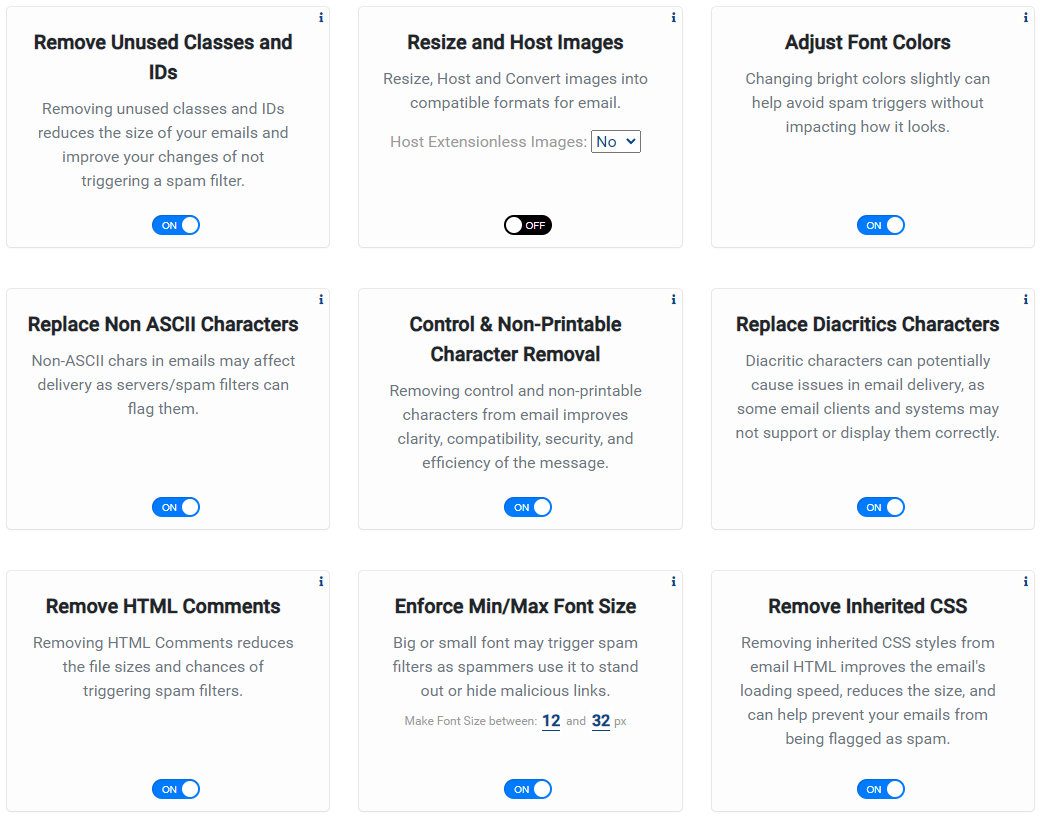 Remove Unused Classes and
IDs
Removing unused classes and IDs
reduces the size of your emails and
improve your changes of not
triggering a spam filter.
ON
Resize and Host Images
Resize, Host and Convert images into
compatible formats for email.
Host Extensionless Images: No
OFF
Adjust Font Colors
Changing bright colors slightly can
help avoid spam triggers without
impacting how it looks.
ON
Replace Non ASCII Characters
Non-ASCII chars in emails may affect
delivery as servers/spam filters can
flag them.
ON
Control & Non-Printable
Character Removal
Removing control and non-printable
characters from email improves
clarity, compatibility, security, and
efficiency of the message.
ON
Replace Diacritics Characters
Diacritic characters can potentially
cause issues in email delivery, as
some email clients and systems may
not support or display them correctly.
ON
Remove HTML Comments
Removing HTML Comments reduces
the file sizes and chances of
triggering spam filters.
ON
Enforce Min/Max Font Size
Big or small font may trigger spam
filters as spammers use it to stand
out or hide malicious links.
Make Font Size between: 12 and 32 px
ON
Remove Inherited CSS
Removing inherited CSS styles from
email HTML improves the email's
loading speed, reduces the size, and
can help prevent your emails from
being flagged as spam.
ON